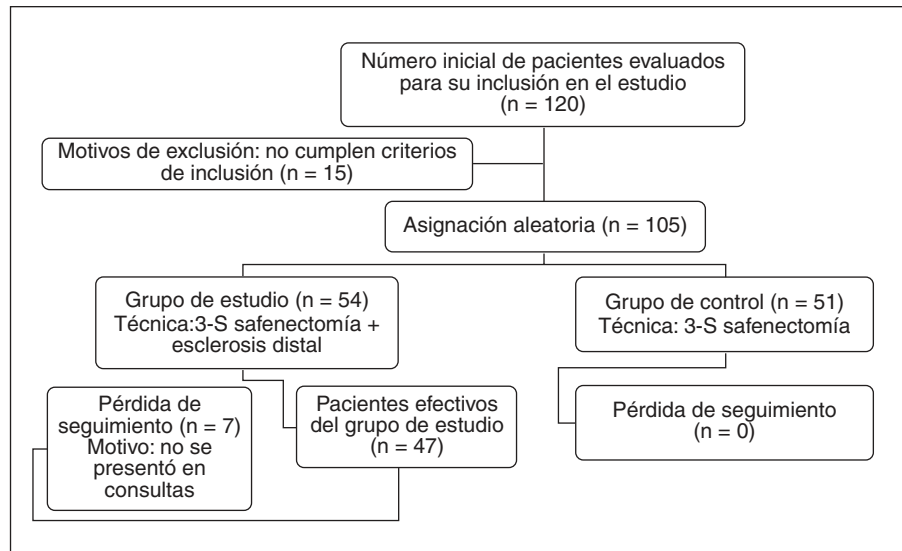 Número inicial de pacientes evaluados
para su inclusión en el estudio
(n = 120)
Motivos de exclusión: no cumplen criterios
de inclusión (n = 15)
Asignación aleatoria (n = 105)
Grupo de estudio (n = 54)
Técnica:3-S safenectomía +
esclerosis distal
Grupo de control (n = 51)
Técnica: 3-S safenectomía
Pérdida de
seguimiento (n = 7)
Motivo: no se
presentó en
consultas
Pacientes efectivos
del grupo de estudio
(n = 47)
Pérdida de seguimiento
(n = 0)